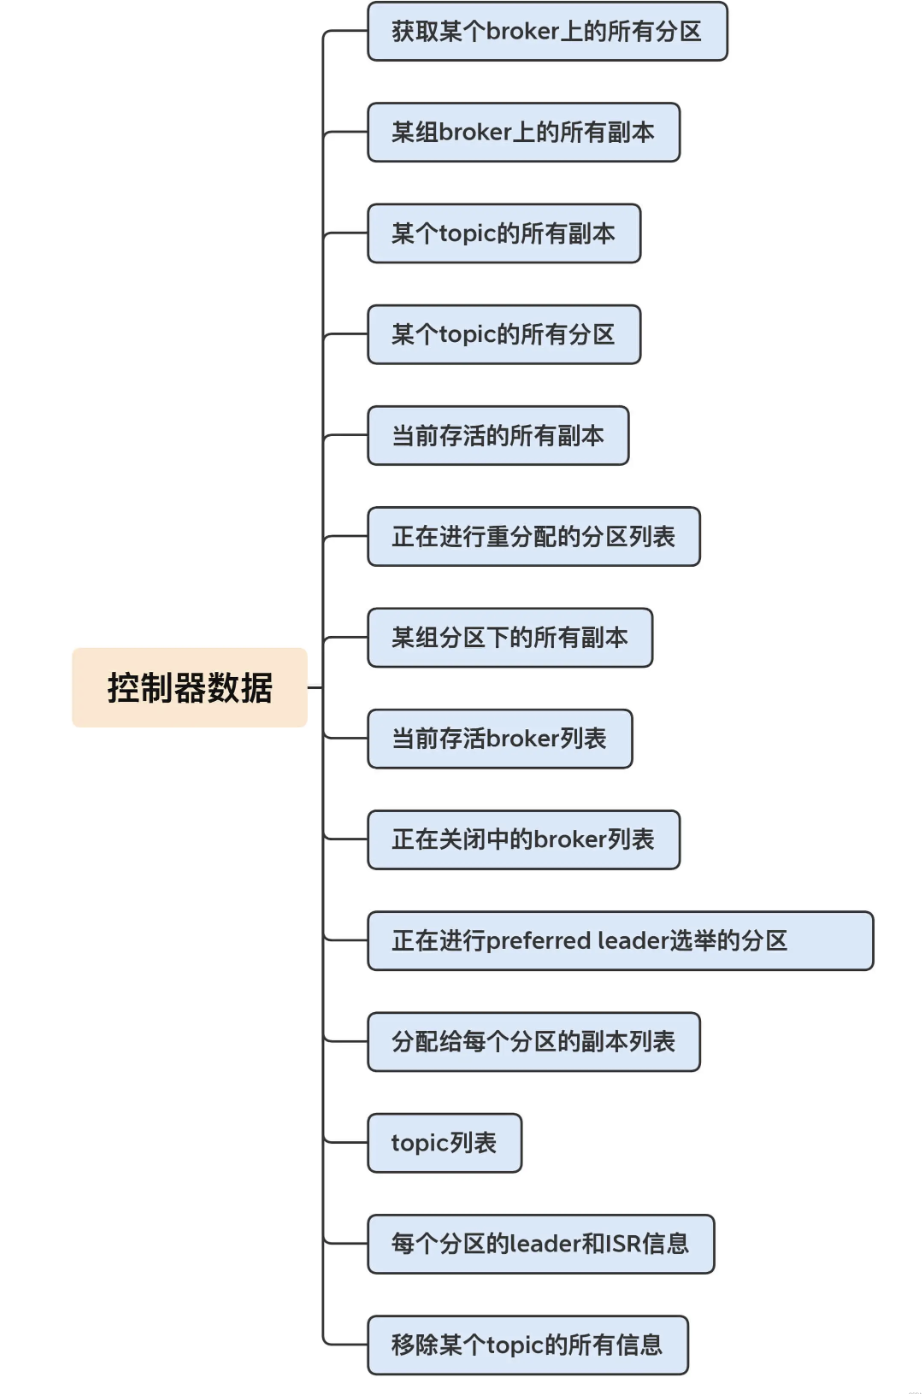 获取某个broker上的所有分区
某组broker上的所有副本
某个topic的所有副本
某个topic的所有分区
当前存活的所有副本
正在进行重分配的分区列表
某组分区下的所有副本
控制器数据
当前存活broker列表
正在关闭中的broker列表
正在进行preferred leader选举的分区
分配给每个分区的副本列表
topic列表
每个分区的leader和ISR信息
移除某个topic的所有信息